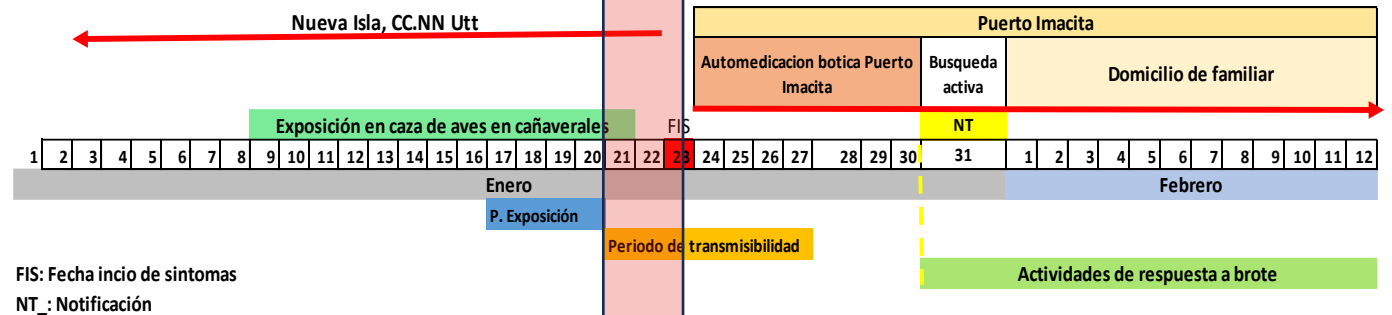 Nueva Isla, CC.NN Utt
Puerto Imacita
Automedicacion botica Puerto
Imacita
Busqueda
activa
Domicilio de familiar
Exposición en caza de aves en cañaverales
FIS
NT
1 2 3 4 5 6 7 8 9 10 11 12 13 14 15 16 17 18 19 20 21 22 23 24 25 26 27 28 29 30 31 1 2 3 4 5 6 7 8 9 10 11 12
Enero
Febrero
P. Exposición
Periodo de transmisibilidad
FIS: Fecha incio de sintomas
Actividades de respuesta a brote
NT_: Notificación